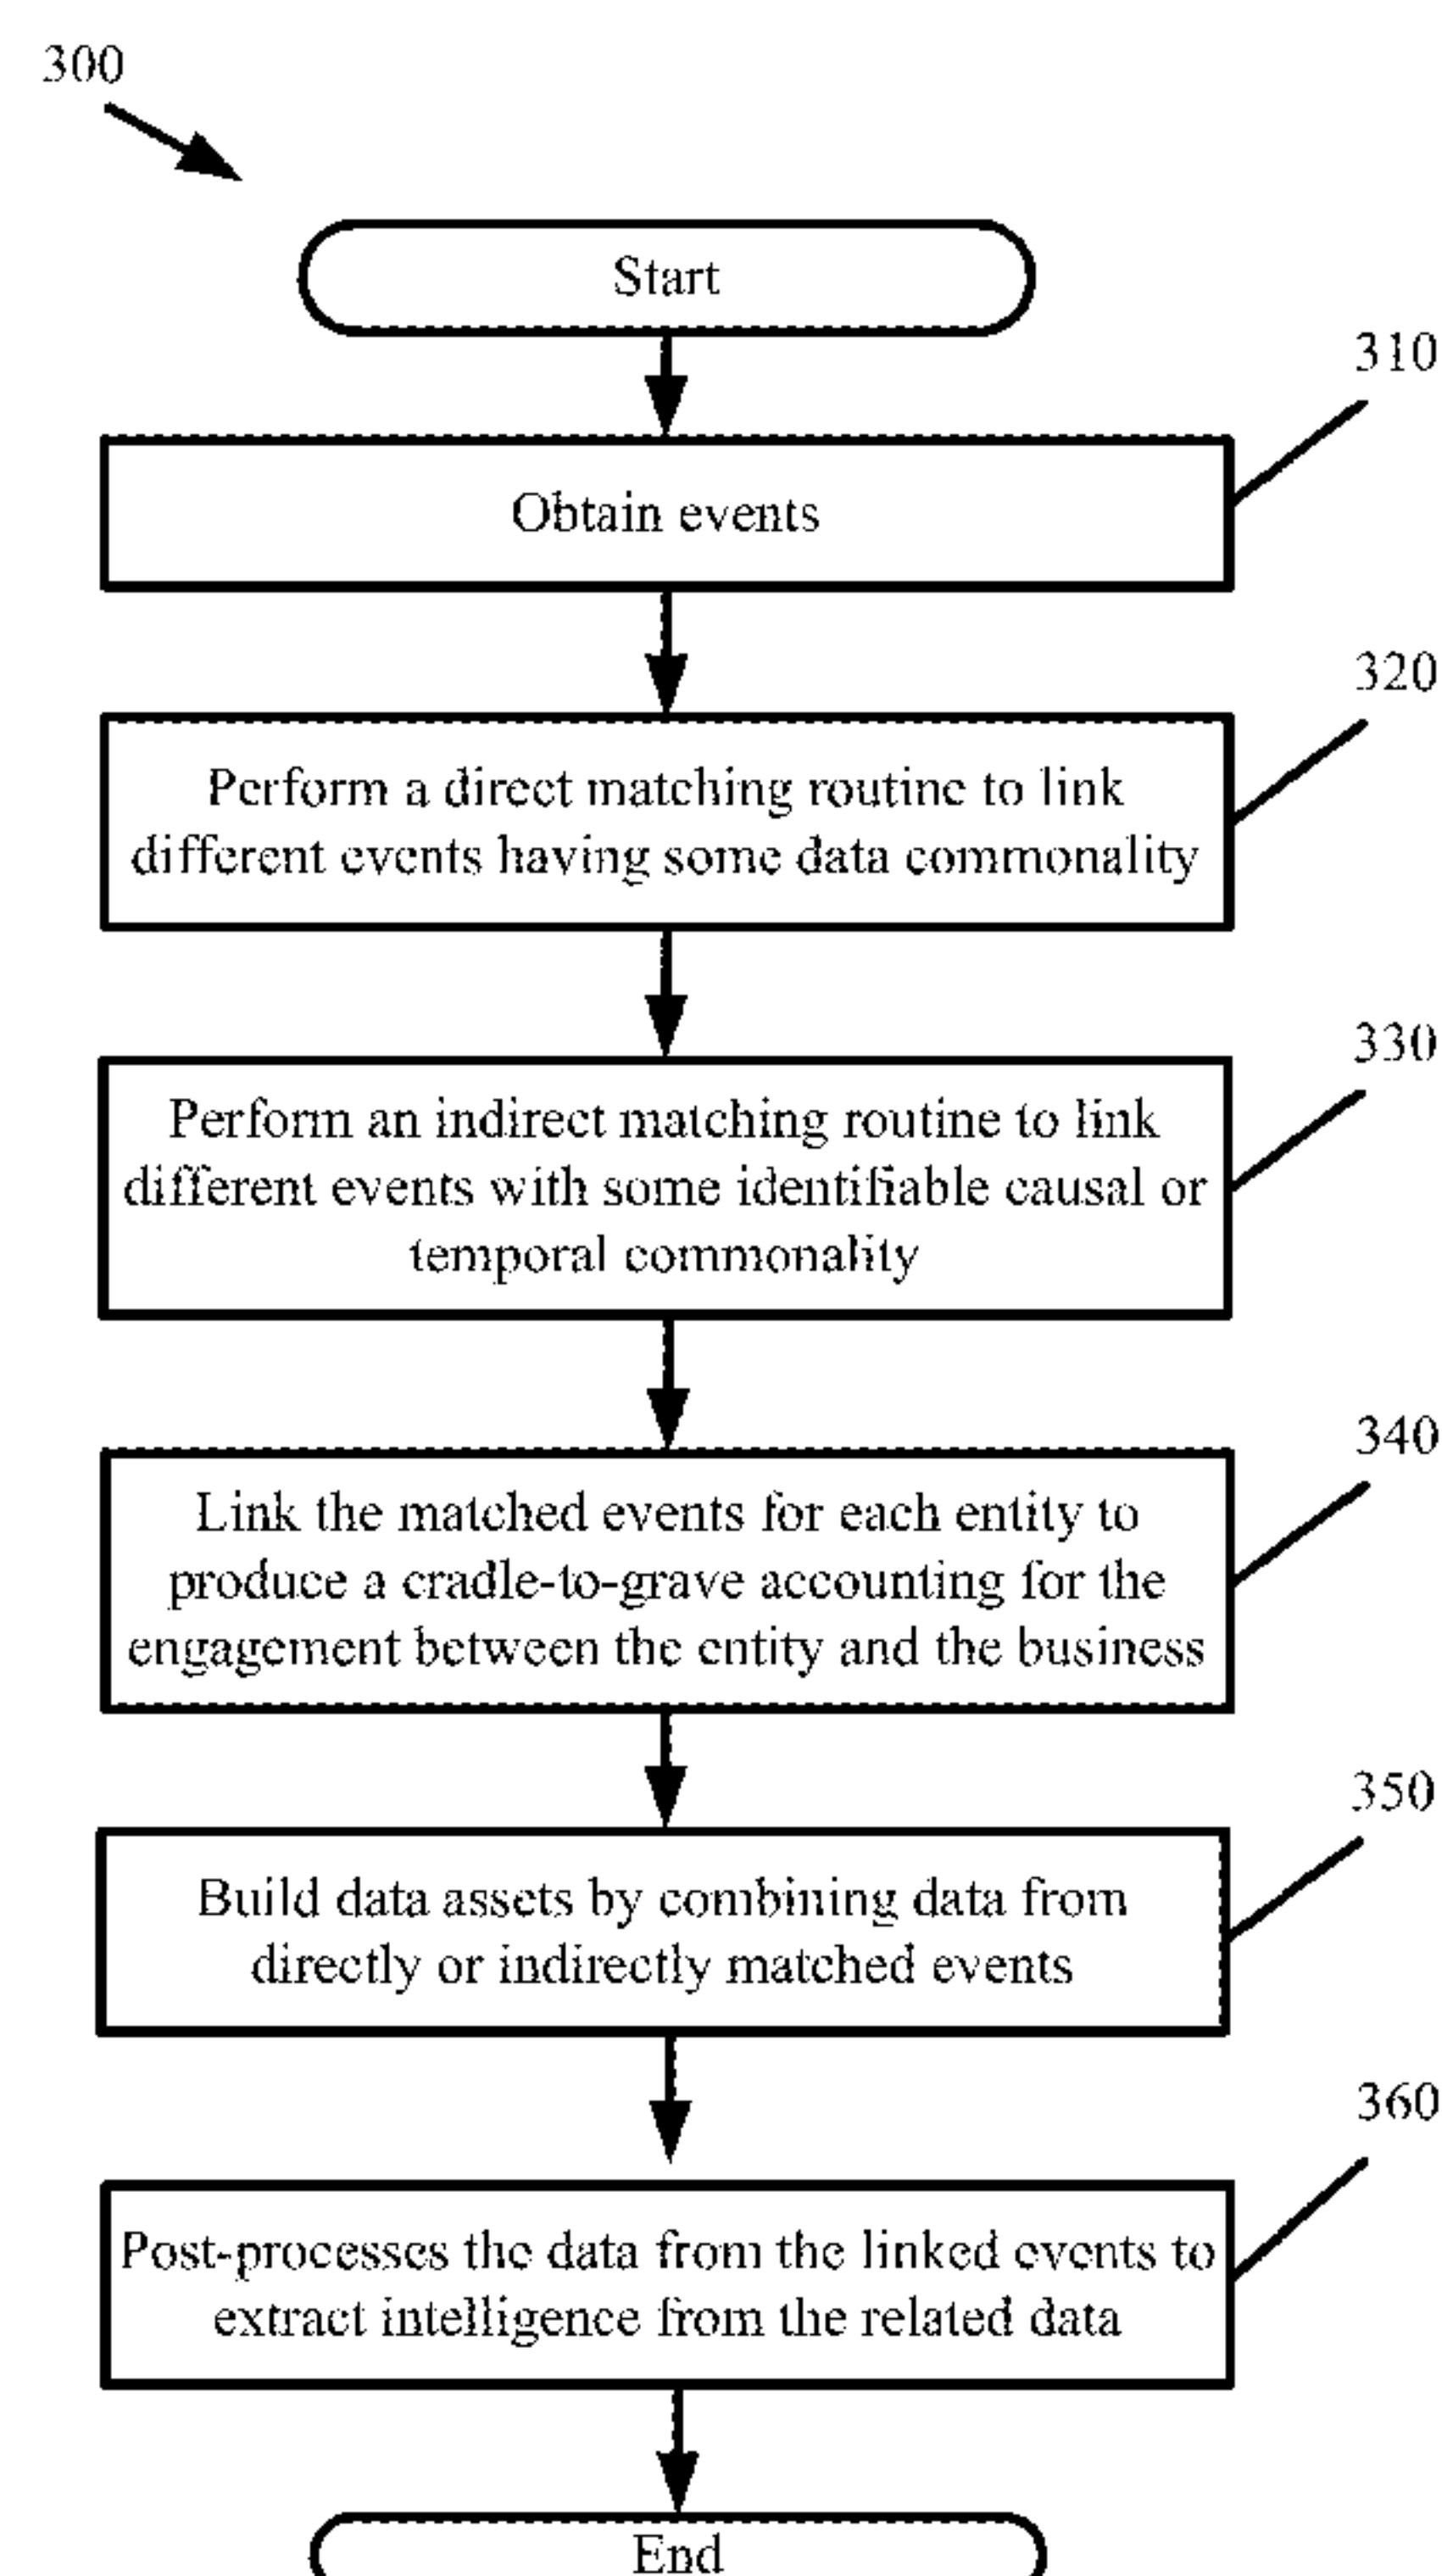 300
Start
310
Obtain events
320
Perform a direct matching routine to link
different events having some data commonality
330
Perform an indirect matching routine to link
different events with some identifiable causal or
temporal commonality
340
Link the matched events for each entity to
produce a cradle-to-grave accounting for the
engagement between the entity and the business
350
Build data assets by combining data from
directly or indirectly matched events
360
Post-processes the data from the linked events to
extract intelligence from the related data
End